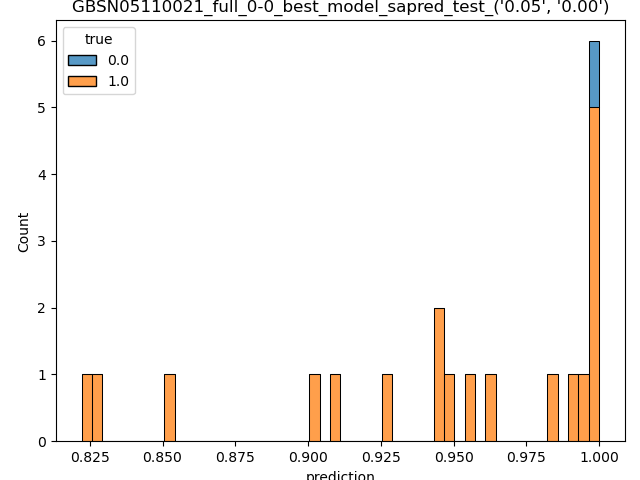 GBSN05110021_full_0-0_best_model_sapred_test_('0.05', '0.00')
true
0.0
1.0
6
5
4
3
2
1
0
Count
0.825 0.850 0.875 0.900 0.925 0.950 0.975 1.000
prediction